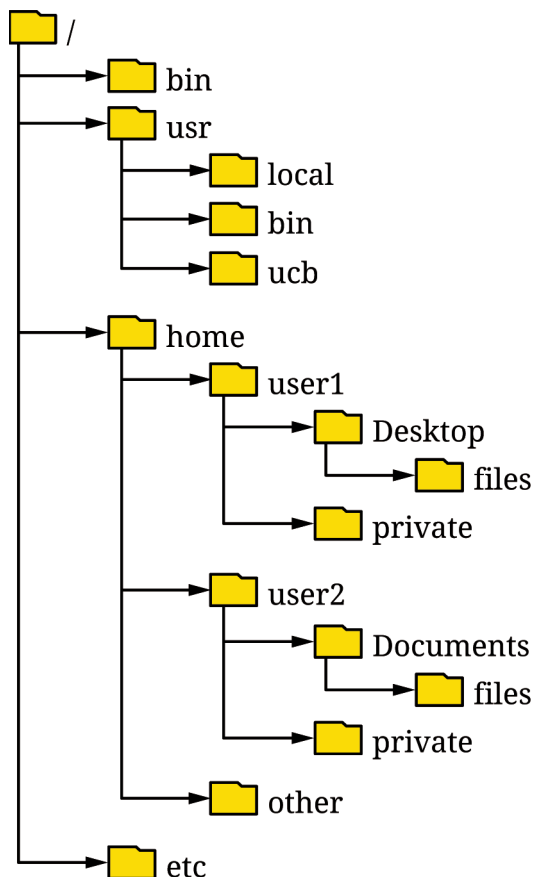 /
bin
usr
local
bin
ucb
home
user1
Desktop
files
private
user2
Documents
files
private
other
etc